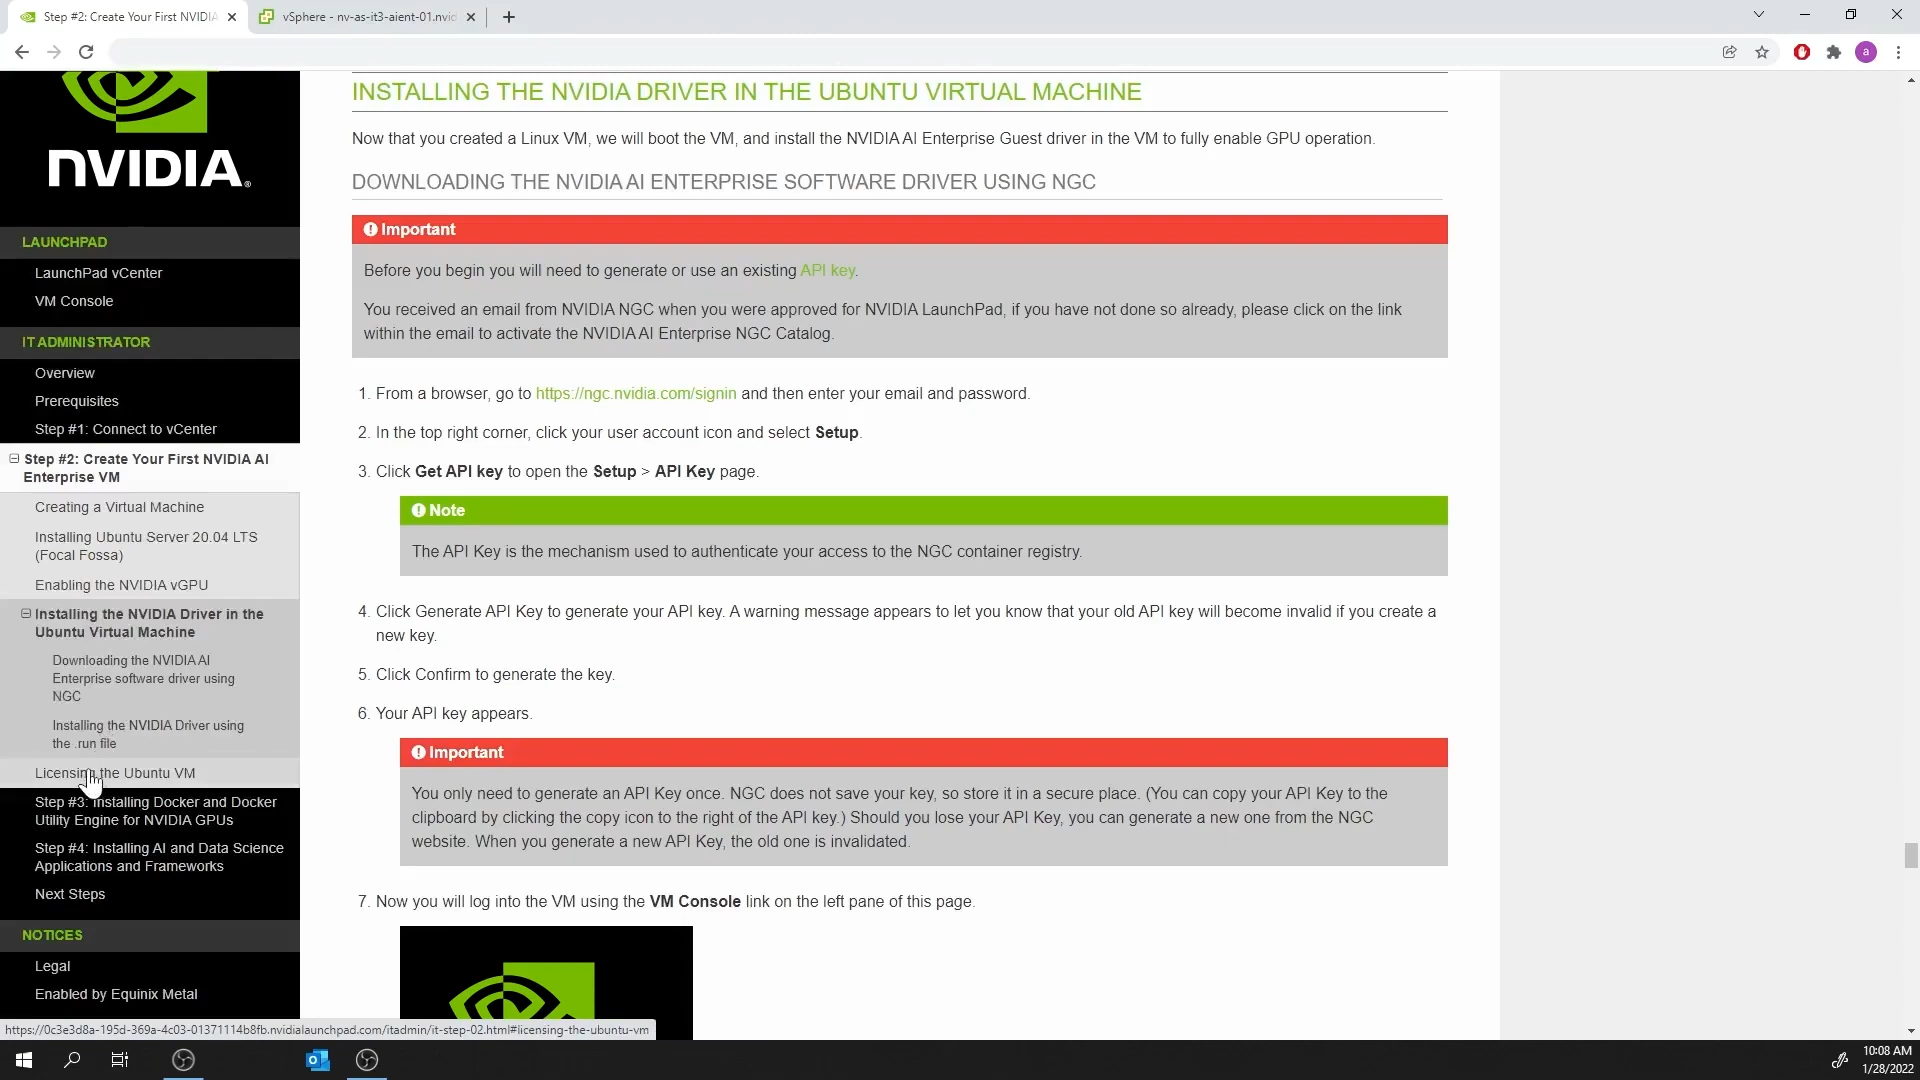 Step #2: Create Your First NVIDIA
vSphere - nv-as-it3-aient-01.nvid
a
NVIDIA.
LAUNCHPAD
LaunchPad vCenter
VM Console
IT ADMINISTRATOR
Overview
Prerequisites
Step #1: Connect to vCenter
Step #2: Create Your First NVIDIA AI
Enterprise VM
Creating a Virtual Machine
Installing Ubuntu Server 20.04 LTS
(Focal Fossa)
Enabling the NVIDIA vGPU
Installing the NVIDIA Driver in the
Ubuntu Virtual Machine
Downloading the NVIDIA AI
Enterprise software driver using
NGC
Installing the NVIDIA Driver using
the .run file
Licensing the Ubuntu VM
Step #3: Installing Docker and Docker
Utility Engine for NVIDIA GPUs
Step #4: Installing AI and Data Science
Applications and Frameworks
Next Steps
NOTICES
Legal
Enabled by Equinix Metal
INSTALLING THE NVIDIA DRIVER IN THE UBUNTU VIRTUAL MACHINE
Now that you created a Linux VM, we will boot the VM, and install the NVIDIA AI Enterprise Guest driver in the VM to fully enable GPU operation.
DOWNLOADING THE NVIDIA AI ENTERPRISE SOFTWARE DRIVER USING NGC
Important
Before you begin you will need to generate or use an existing API key.
You received an email from NVIDIA NGC when you were approved for NVIDIA LaunchPad, if you have not done so already, please click on the link
within the email to activate the NVIDIA AI Enterprise NGC Catalog.
1. From a browser, go to https://ngc.nvidia.com/signin and then enter your email and password.
2. In the top right corner, click your user account icon and select Setup.
3. Click Get API key to open the Setup > API Key page.
Note
The API Key is the mechanism used to authenticate your access to the NGC container registry.
4. Click Generate API Key to generate your API key. A warning message appears to let you know that your old API key will become invalid if you create a
new key.
5. Click Confirm to generate the key.
6. Your API key appears.
Important
You only need to generate an API Key once. NGC does not save your key, so store it in a secure place. (You can copy your API Key to the
clipboard by clicking the copy icon to the right of the API key.) Should you lose your API Key, you can generate a new one from the NGC
website. When you generate a new API Key, the old one is invalidated.
7. Now you will log into the VM using the VM Console link on the left pane of this page.
https://0c3e3d8a-195d-369a-4c03-01371114b8fb.nvidialaunchpad.com/itadmin/it-step-02.html#licensing-the-ubuntu-vm
10:08 AM
1/28/2022